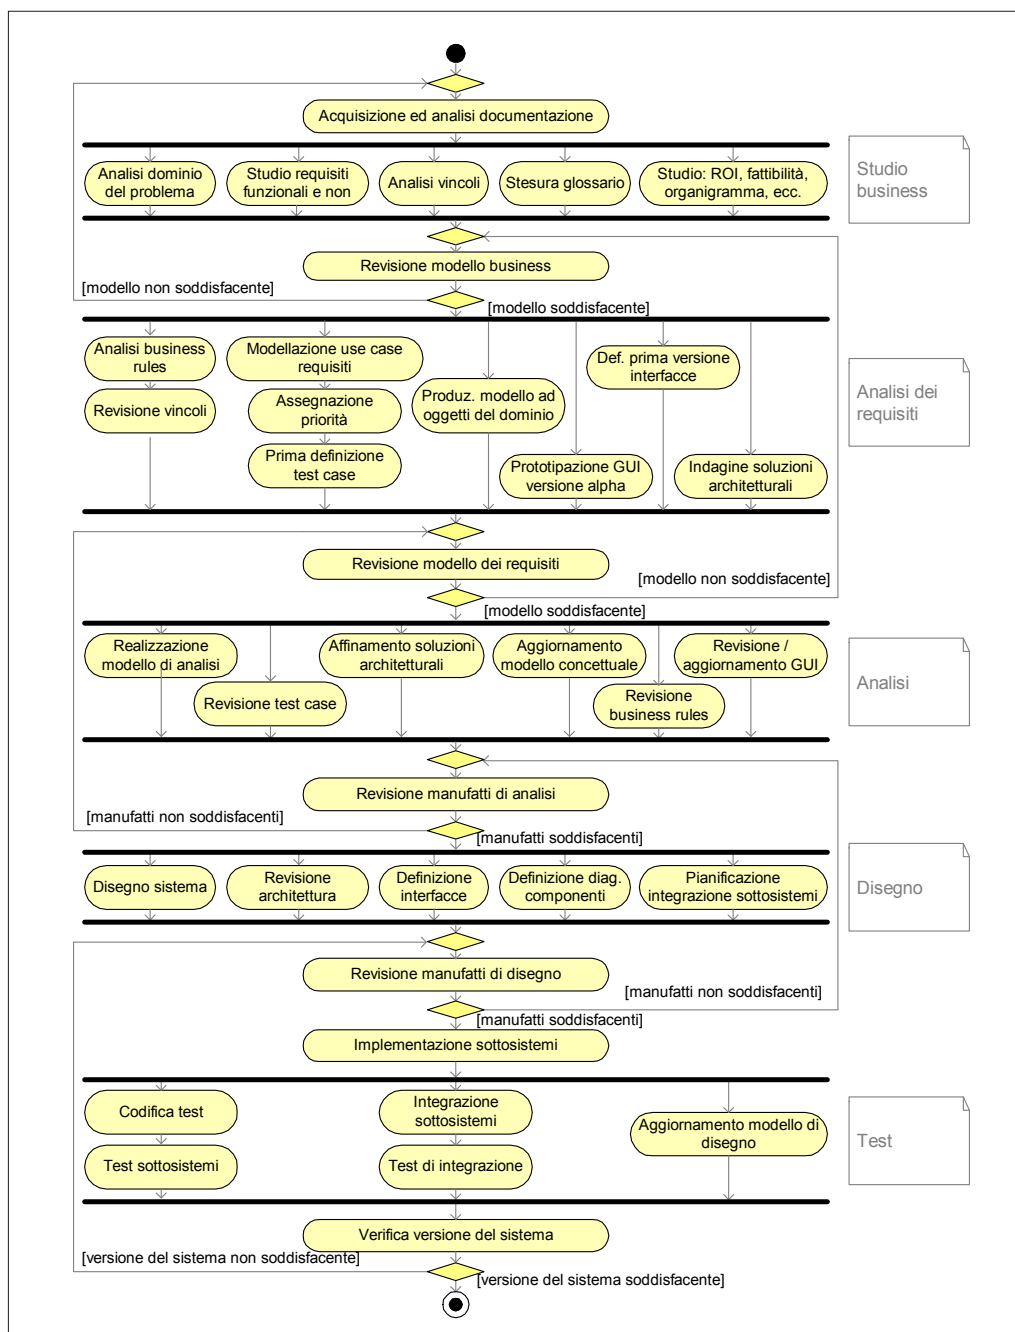 Acquisizione ed analisi documentazione
Analisi dominio
del problema
Studio requisiti
funzionali e non
Analisi vincoli
Stesura glossario
Studio: ROI, fattibilità,
organigramma, ecc.
Studio
business
Revisione modello business
[modello non soddisfacente]
[modello soddisfacente]
Analisi business
rules
Revisione vincoli
Modellazione use case
requisiti
Assegnazione
priorità
Prima definizione
test case
Produz. modello ad
oggetti del dominio
Prototipazione GUI
versione alpha
Def. prima versione
interfacce
Indagine soluzioni
architetturali
Analisi dei
requisiti
Revisione modello dei requisiti
[modello non soddisfacente]
[modello soddisfacente]
Realizzazione
modello di analisi
Revisione test case
Affinamento soluzioni
architetturali
Aggiornamento
modello concettuale
Revisione
business rules
Revisione /
aggiornamento GUI
Analisi
Revisione manufatti di analisi
[manufatti non soddisfacenti]
[manufatti soddisfacenti]
Disegno sistema
Revisione
architettura
Definizione
interfacce
Definizione diag.
componenti
Pianificazione
integrazione sottosistemi
Disegno
Revisione manufatti di disegno
[manufatti non soddisfacenti]
[manufatti soddisfacenti]
Implementazione sottosistemi
Codifica test
Test sottosistemi
Integrazione
sottosistemi
Test di integrazione
Aggiornamento modello di
disegno
Test
Verifica versione del sistema
[versione del sistema non soddisfacente]
[versione del sistema soddisfacente]